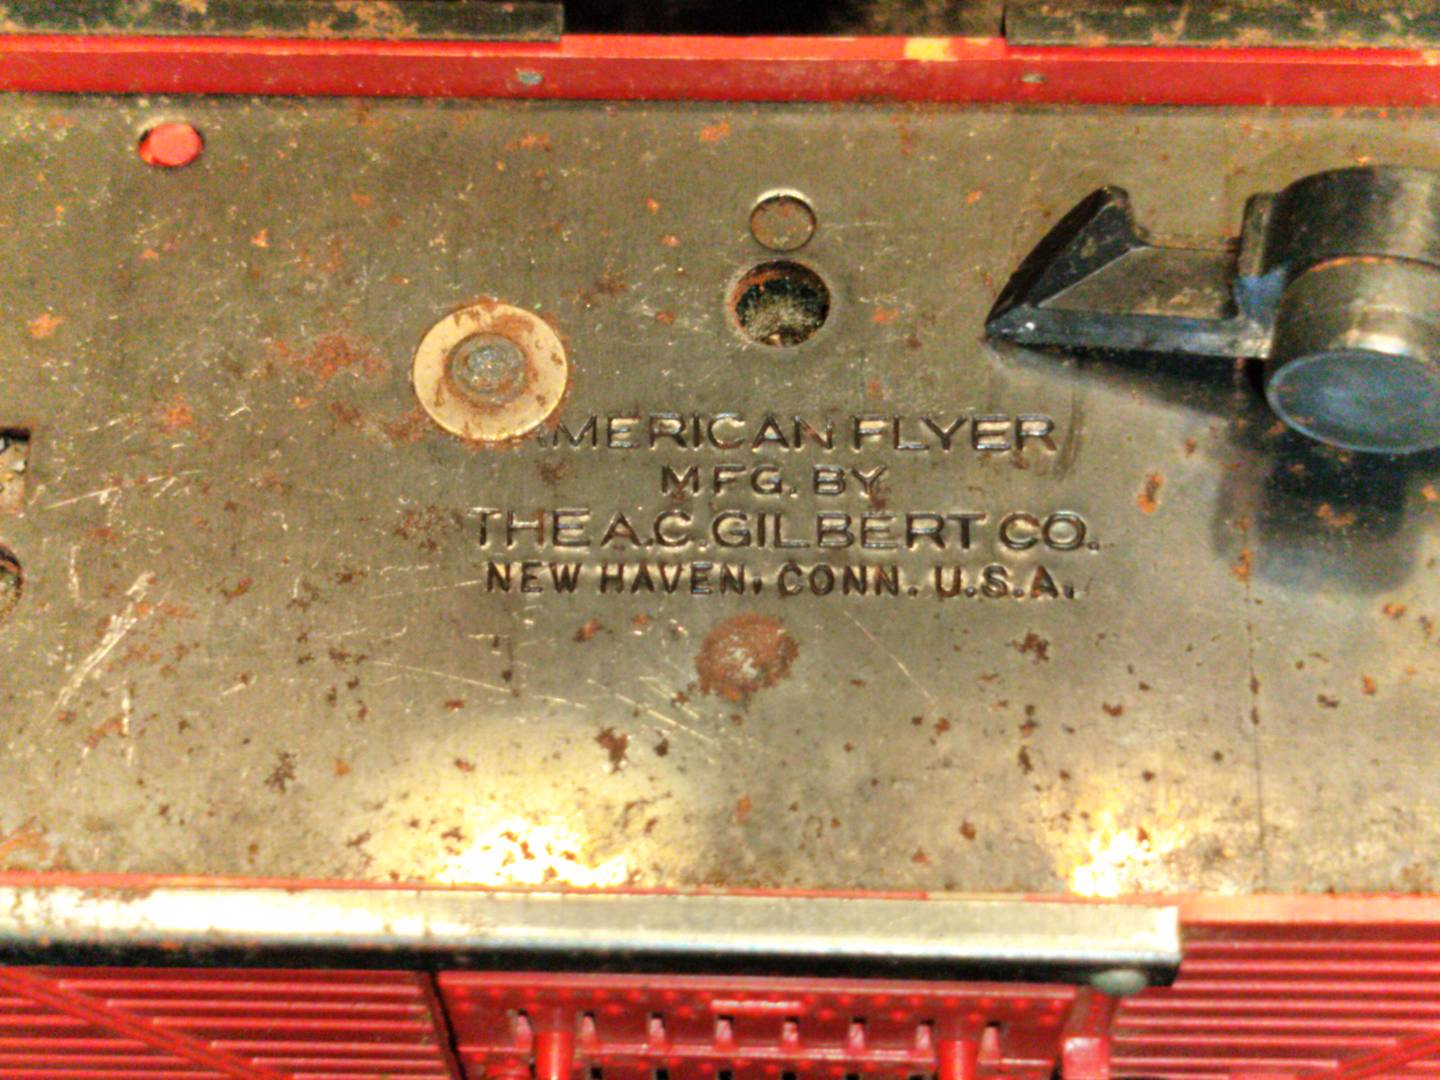 AMERICAN FLYER
MFG. BY
THE A.C. GILBERT CO.
NEW HAVEN, CONN. U.S.A.